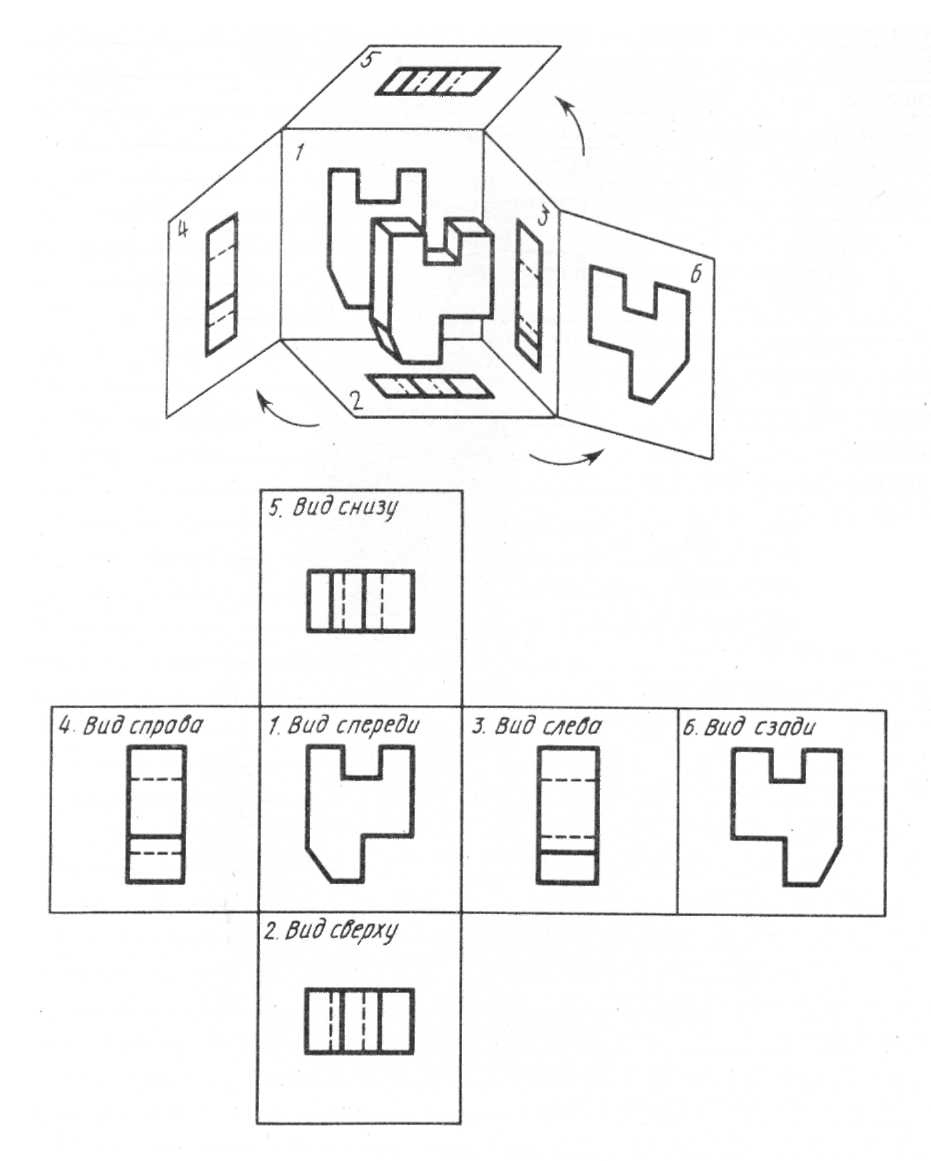 5
1
4
3
6
2
5. Вид снизу
4. Вид справа
1. Вид спереди
3. Вид слева
6. Вид сзади
2. Вид сверху